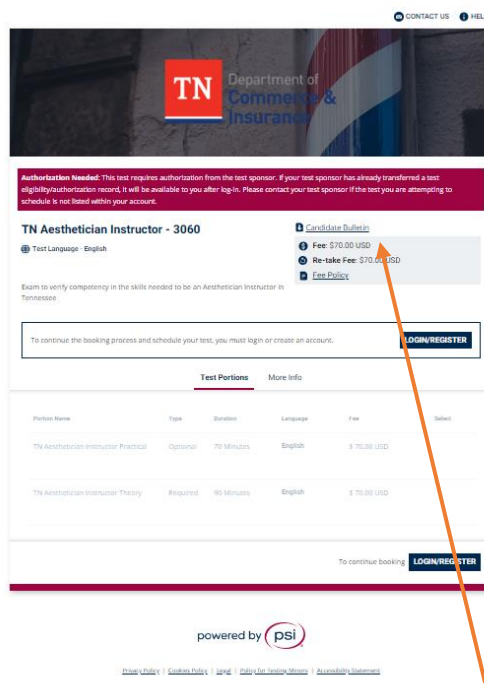 CONTACT US HEL
TN Department of
Commerce &
Insurance
Authorization Needed: This test requires authorization from the test sponsor. If your test sponsor has already transferred a test
eligibility/authorization record, it will be available to you after log-in. Please contact your test sponsor if the test you are attempting to
schedule is not listed within your account.
TN Aesthetician Instructor - 3060
Test Language - English
Exam to verify competency in the skills needed to be an Aesthetician Instructor in
Tennessee
Candidate Bulletin
Fee: $70.00 USD
Re-take Fee: $70.00 USD
Fee Policy
To continue the booking process and schedule your test, you must login or create an account. LOGIN/REGISTER
Test Portions More Info
Portion Name Type Duration Language Fee Select
TN Aesthetician Instructor Practical Optional 70 Minutes English $ 70.00 USD
TN Aesthetician Instructor Theory Required 90 Minutes English $ 70.00 USD
To continue booking LOGIN/REGISTER
powered by psi
Privacy Policy | Cookies Policy | Legal | Policy for Testing Minors | Accessibility Statement